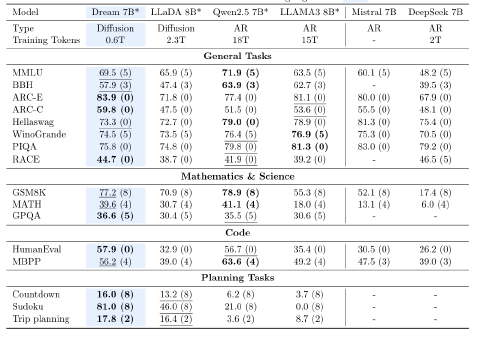 Model Dream 7B* LLaDA 8B* Qwen2.5 7B* LLAMA3 8B* Mistral 7B DeepSeek 7B
Type Diffusion Diffusion AR AR AR AR
Training Tokens 0.6T 2.3T 18T 15T - 2T
General Tasks
MMLU 69.5 (5) 65.9 (5) 71.9 (5) 63.5 (5) 60.1 (5) 48.2 (5)
BBH 57.9 (3) 47.4 (3) 63.9 (3) 62.7 (3) - 39.5 (3)
ARC-E 83.9 (0) 71.8 (0) 77.4 (0) 81.1 (0) 80.0 (0) 67.9 (0)
ARC-C 59.8 (0) 47.5 (0) 51.5 (0) 53.6 (0) 55.5 (0) 48.1 (0)
Hellaswag 73.3 (0) 72.7 (0) 79.0 (0) 78.9 (0) 81.3 (0) 75.4 (0)
WinoGrande 74.5 (5) 73.5 (5) 76.4 (5) 76.9 (5) 75.3 (0) 70.5 (0)
PIQA 75.8 (0) 74.8 (0) 79.8 (0) 81.3 (0) 83.0 (0) 79.2 (0)
RACE 44.7 (0) 38.7 (0) 41.9 (0) 39.2 (0) - 46.5 (5)
Mathematics & Science
GSM8K 77.2 (8) 70.9 (8) 78.9 (8) 55.3 (8) 52.1 (8) 17.4 (8)
MATH 39.6 (4) 30.7 (4) 41.1 (4) 18.0 (4) 13.1 (4) 6.0 (4)
GPQA 36.6 (5) 30.4 (5) 35.5 (5) 30.6 (5) - -
Code
HumanEval 57.9 (0) 32.9 (0) 56.7 (0) 35.4 (0) 30.5 (0) 26.2 (0)
MBPP 56.2 (4) 39.0 (4) 63.6 (4) 49.2 (4) 47.5 (3) 39.0 (3)
Planning Tasks
Countdown 16.0 (8) 13.2 (8) 6.2 (8) 3.7 (8) - -
Sudoku 81.0 (8) 46.0 (8) 21.0 (8) 0.0 (8) - -
Trip planning 17.8 (2) 16.4 (2) 3.6 (2) 8.7 (2) - -